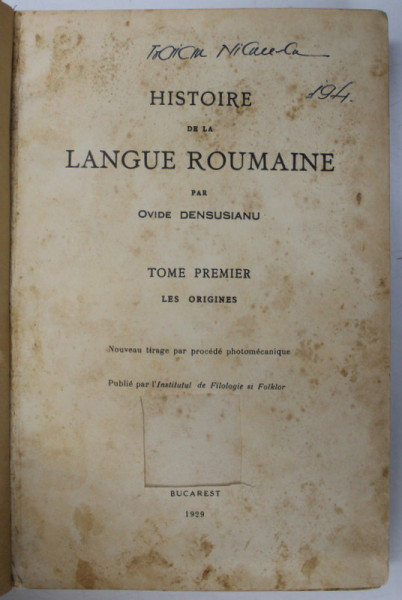 HISTOIRE
DE LA
LANGUE ROUMAINE
PAR
OVIDE DENSUSIANU
TOME PREMIER
LES ORIGINES
Nouveau tirage par procédé photomécanique
Publié par l'Institutul de Filologie si Folklor
BUCAREST
1929